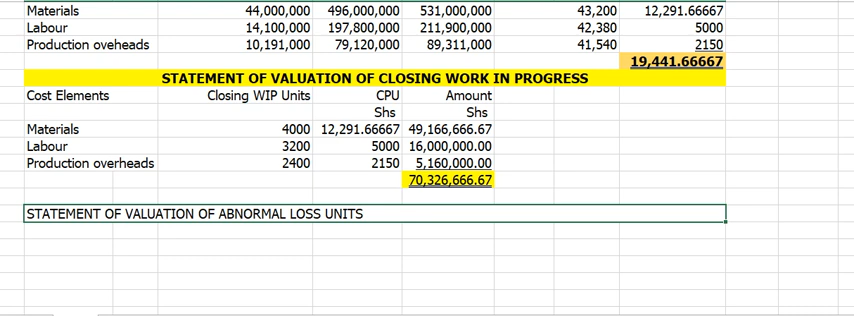 Materials 44,000,000 496,000,000 531,000,000 43,200 12,291.66667
Labour 14,100,000 197,800,000 211,900,000 42,380 5000
Production oveheads 10,191,000 79,120,000 89,311,000 41,540 2150
19,441.66667
STATEMENT OF VALUATION OF CLOSING WORK IN PROGRESS
Cost Elements Closing WIP Units CPU Amount
Shs Shs
Materials 4000 12,291.66667 49,166,666.67
Labour 3200 5000 16,000,000.00
Production overheads 2400 2150 5,160,000.00
70,326,666.67
STATEMENT OF VALUATION OF ABNORMAL LOSS UNITS